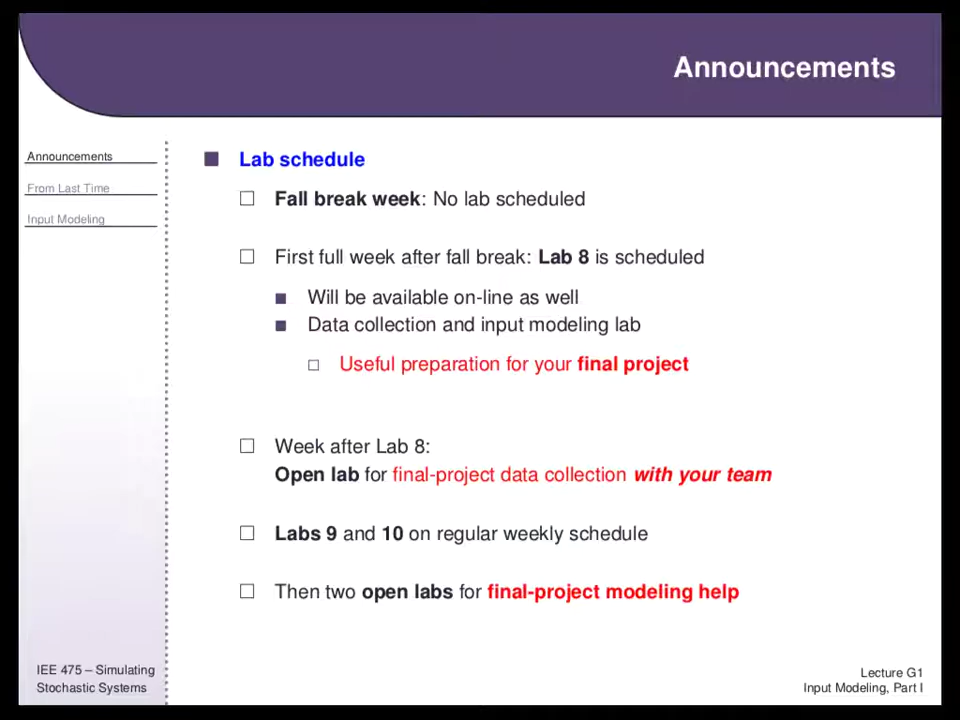 Announcements
Announcements
From Last Time
Input Modeling
Lab schedule
Fall break week: No lab scheduled
First full week after fall break: Lab 8 is scheduled
Will be available on-line as well
Data collection and input modeling lab
Useful preparation for your final project
Week after Lab 8:
Open lab for final-project data collection with your team
Labs 9 and 10 on regular weekly schedule
Then two open labs for final-project modeling help
IEE 475 – Simulating
Stochastic Systems
Lecture G1
Input Modeling, Part I